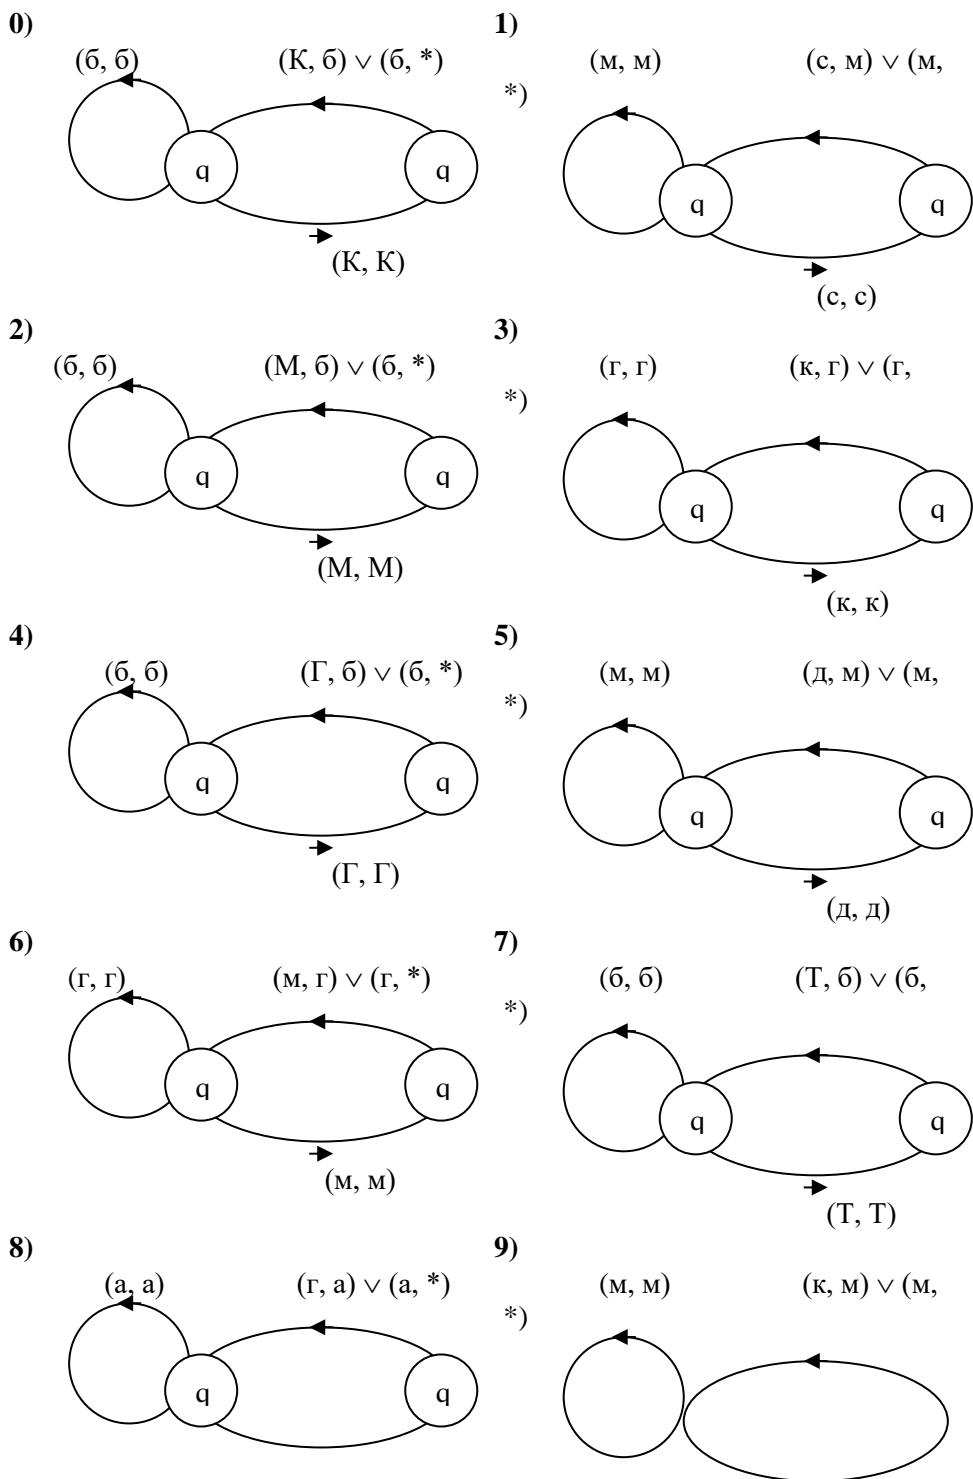 0)
(б, б) (К, б) ∨ (б, *)
q q
(К, К)
1)
(м, м) (с, м) ∨ (м,
*)
q q
(с, с)
2)
(б, б) (М, б) ∨ (б, *)
q q
(М, М)
3)
(г, г) (к, г) ∨ (г,
*)
q q
(к, к)
4)
(б, б) (Г, б) ∨ (б, *)
q q
(Г, Г)
5)
(м, м) (д, м) ∨ (м,
*)
q q
(д, д)
6)
(г, г) (м, г) ∨ (г, *)
q q
(м, м)
7)
(б, б) (Т, б) ∨ (б,
*)
q q
(Т, Т)
8)
(а, а) (г, а) ∨ (а, *)
q q
9)
(м, м) (к, м) ∨ (м,
*)